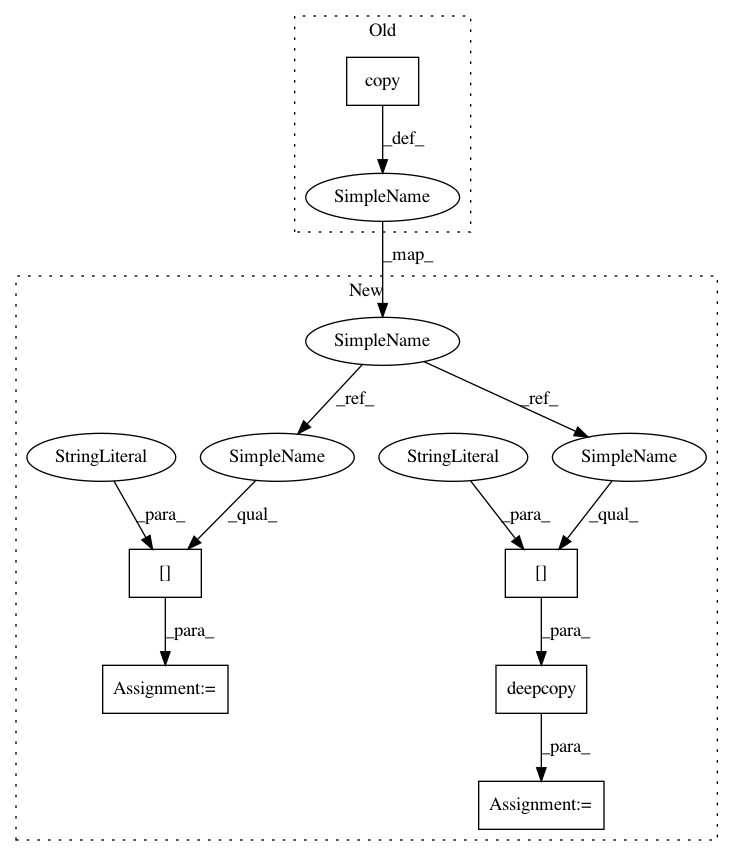 Old
copy
_def_
SimpleName
_map_
New
SimpleName
_ref_ _ref_
StringLiteral SimpleName StringLiteral SimpleName
_para_ _qual_ _para_ _qual_
[] []
_para_ _para_
Assignment:= deepcopy
_para_
Assignment:=